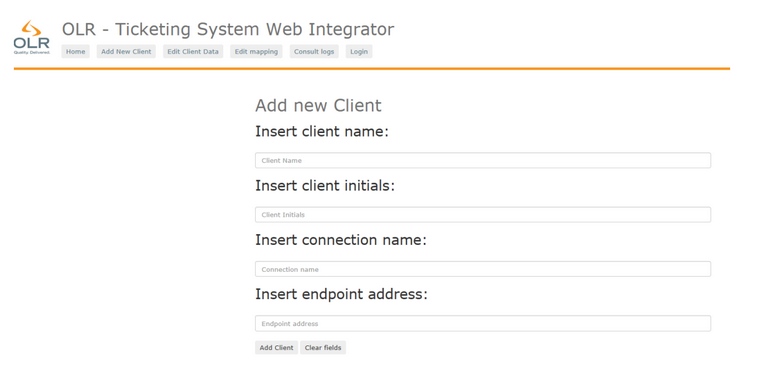 OLR
Quality Delivered.
OLR - Ticketing System Web Integrator
Home Add New Client Edit Client Data Edit mapping Consult logs Login
Add new Client
Insert client name:
Client Name
Insert client initials:
Client Initials
Insert connection name:
Connection name
Insert endpoint address:
Endpoint address
Add Client Clear fields